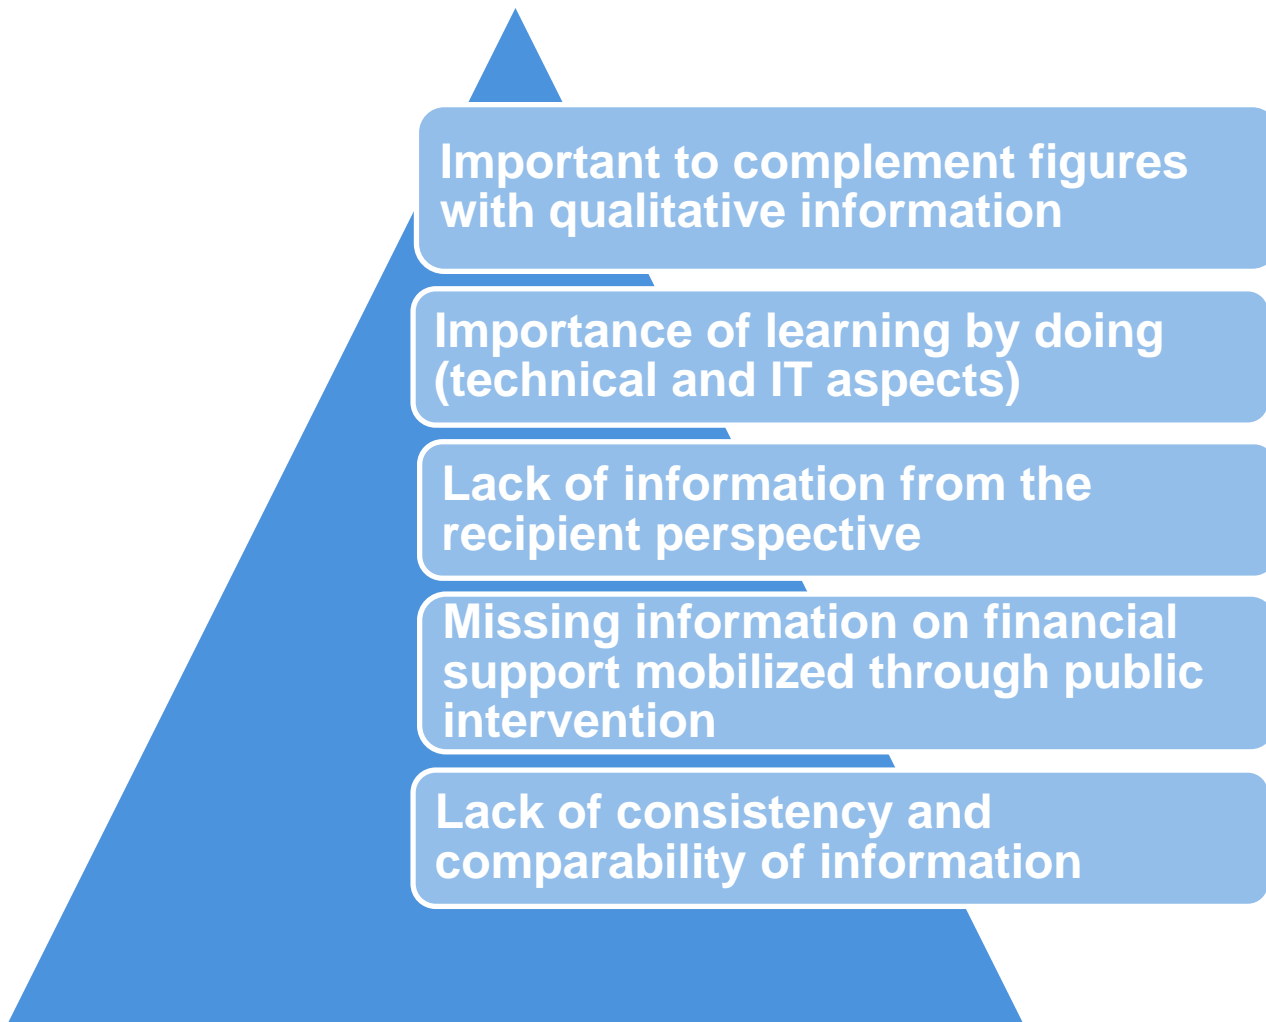 Important to complement figures
with qualitative information
Importance of learning by doing
(technical and IT aspects)
Lack of information from the
recipient perspective
Missing information on financial
support mobilized through public
intervention
Lack of consistency and
comparability of information